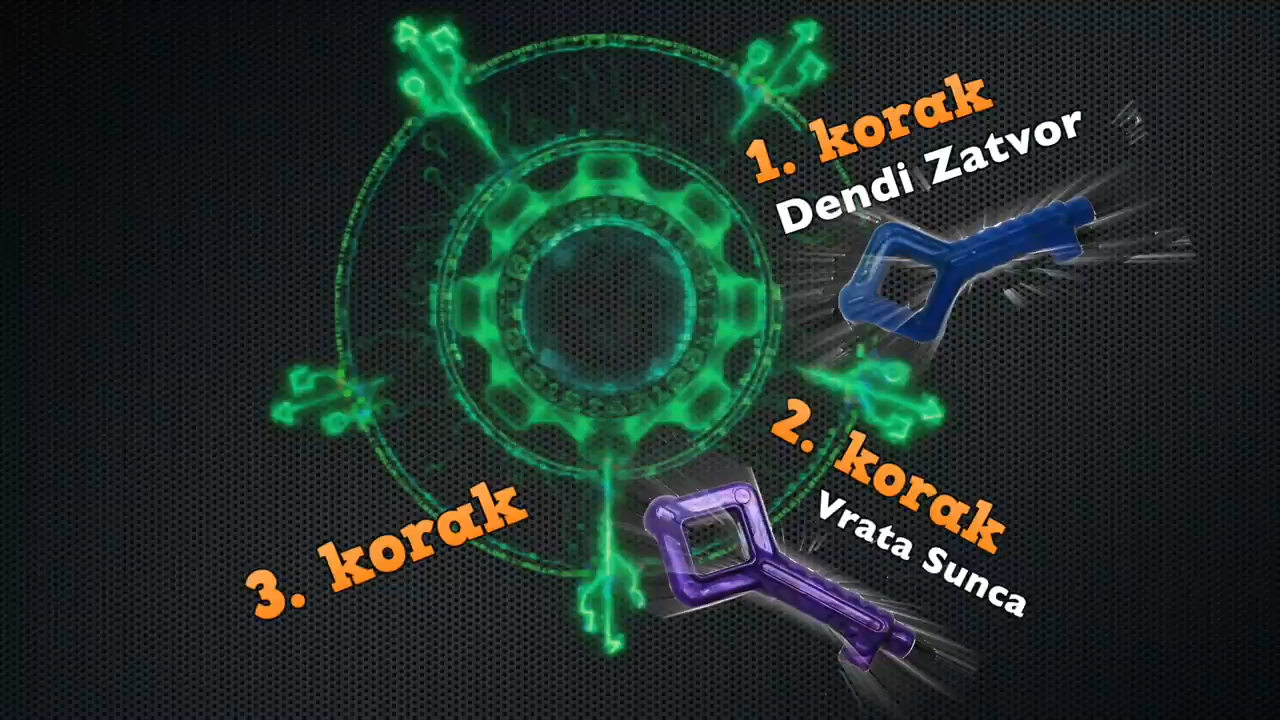 1. korak
Dendi Zatvor
2. korak
Vrata Sunca
3. korak